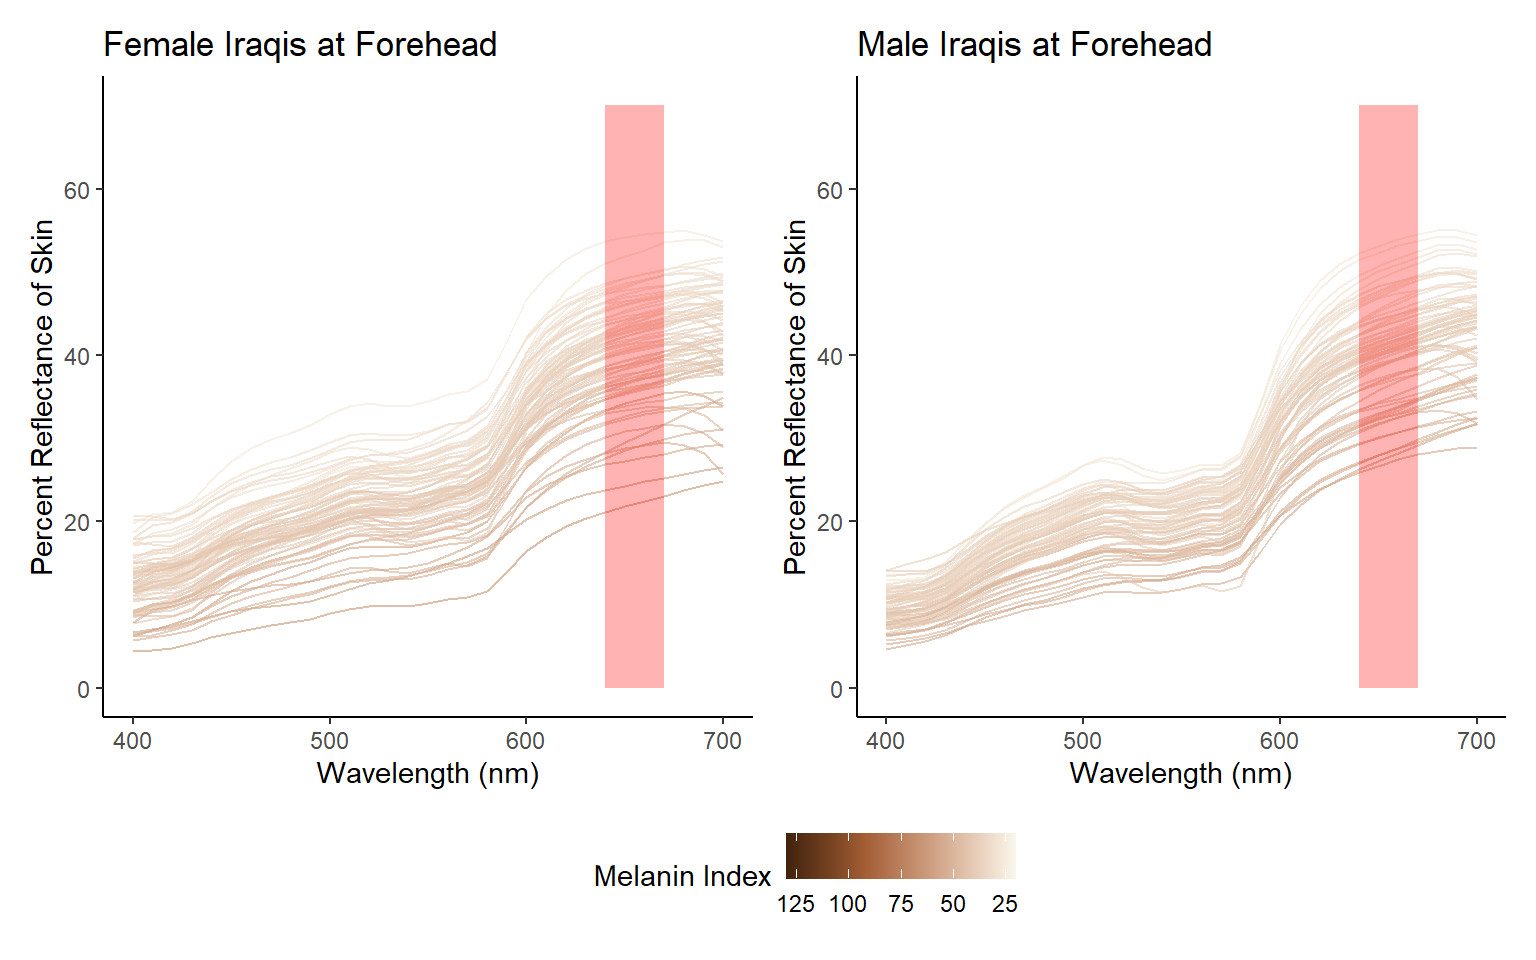 Female Iraqis at Forehead
Percent Reflectance of Skin
60
40
20
0
400 500 600 700
Wavelength (nm)
Male Iraqis at Forehead
Percent Reflectance of Skin
60
40
20
0
400 500 600 700
Wavelength (nm)
Melanin Index
125 100 75 50 25